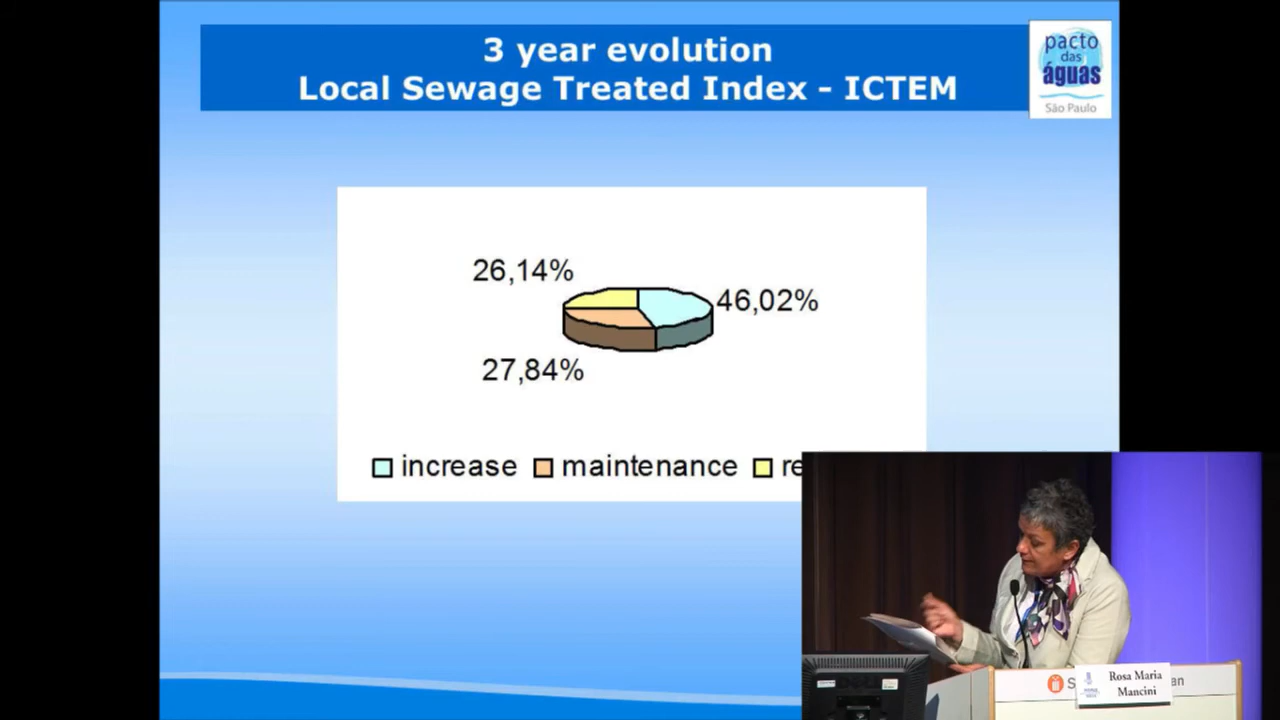 3 year evolution
Local Sewage Treated Index - ICTEM
pacto
das
águas
São Paulo
26,14%
46,02%
27,84%
increase maintenance
Rosa Maria
Mancini